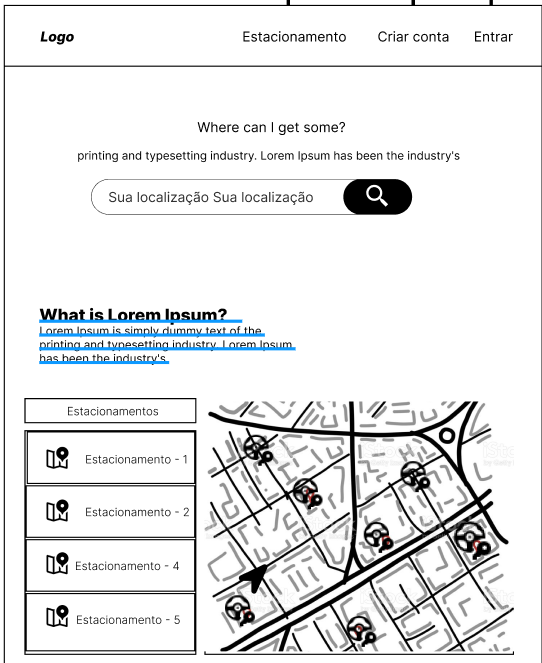 Logo
Estacionamento Criar conta Entrar
Where can I get some?
printing and typesetting industry. Lorem Ipsum has been the industry's
Sua localização Sua localização
What is Lorem Ipsum?
Lorem Ipsum is simply dummy text of the
printing and typesetting industry. Lorem Ipsum
has been the industry's.
Estacionamentos
Estacionamento - 1
Estacionamento - 2
Estacionamento - 4
Estacionamento - 5